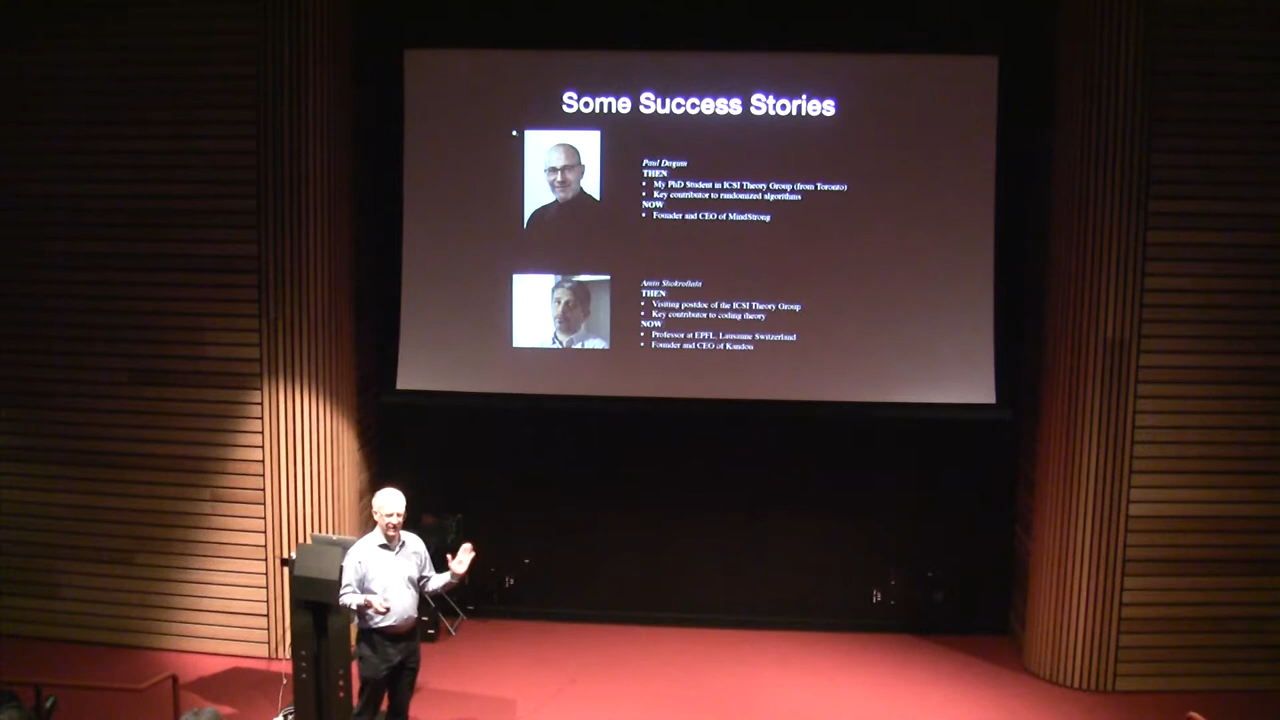 Some Success Stories
Paul Dagum
THEN
• My PhD Student in ICSI Theory Group (from Toronto)
• Key contributor to randomized algorithms
NOW
• Founder and CEO of MindStrong
Amin Shokrollahi
THEN
• Visiting postdoc of the ICSI Theory Group
• Key contributor to coding theory
NOW
• Professor at EPFL, Lausanne Switzerland
• Founder and CEO of Kandou